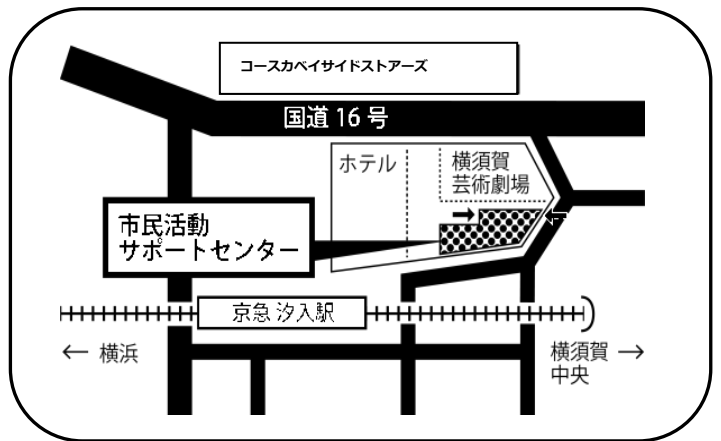 コースカベイサイドストアーズ
国道 16 号
ホテル
横須賀
芸術劇場
市民活動
サポートセンター
京急 汐入駅
← 横浜
横須賀 →
中央